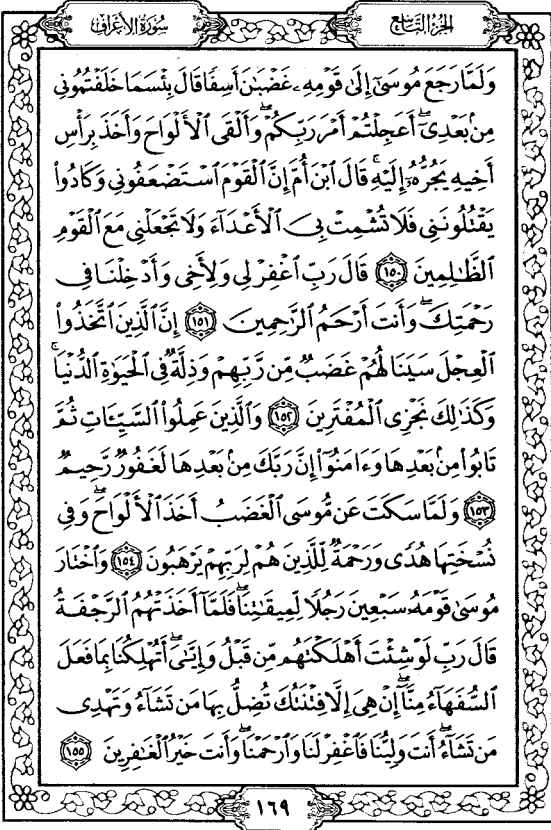 الجزء التاسع
سورة الأعراف
وَلَمَّا رَجَعَ مُوسَىٰٓ إِلَىٰ قَوْمِهِۦ غَضْبَٰنَ أَسِفًا قَالَ بِئْسَمَا خَلَفْتُمُونِى
مِنۢ بَعْدِىٓۖ أَعَجِلْتُمْ أَمْرَ رَبِّكُمْۖ وَأَلْقَى ٱلْأَلْوَاحَ وَأَخَذَ بِرَأْسِ
أَخِيهِ يَجُرُّهُۥٓ إِلَيْهِۚ قَالَ ٱبْنَ أُمَّ إِنَّ ٱلْقَوْمَ ٱسْتَضْعَفُونِى وَكَادُوا۟
يَقْتُلُونَنِى فَلَا تُشْمِتْ بِىَ ٱلْأَعْدَآءَ وَلَا تَجْعَلْنِى مَعَ ٱلْقَوْمِ
ٱلظَّٰلِمِينَ ١٥٠ قَالَ رَبِّ ٱغْفِرْ لِى وَلِأَخِى وَأَدْخِلْنَا فِى
رَحْمَتِكَۖ وَأَنتَ أَرْحَمُ ٱلرَّٰحِمِينَ ١٥١ إِنَّ ٱلَّذِينَ ٱتَّخَذُوا۟
ٱلْعِجْلَ سَيَنَالُهُمْ غَضَبٌ مِّن رَّبِّهِمْ وَذِلَّةٌ فِى ٱلْحَيَوٰةِ ٱلدُّنْيَاۚ
وَكَذَٰلِكَ نَجْزِى ٱلْمُفْتَرِينَ ١٥٢ وَٱلَّذِينَ عَمِلُوا۟ ٱلسَّيِّـَٔاتِ ثُمَّ
تَابُوا۟ مِنۢ بَعْدِهَا وَءَامَنُوٓا۟ إِنَّ رَبَّكَ مِنۢ بَعْدِهَا لَغَفُورٌ رَّحِيمٌ
١٥٣ وَلَمَّا سَكَتَ عَن مُّوسَى ٱلْغَضَبُ أَخَذَ ٱلْأَلْوَاحَۖ وَفِى
نُسْخَتِهَا هُدًى وَرَحْمَةٌ لِّلَّذِينَ هُمْ لِرَبِّهِمْ يَرْهَبُونَ ١٥٤ وَٱخْتَارَ
مُوسَىٰ قَوْمَهُۥ سَبْعِينَ رَجُلًا لِّمِيقَٰتِنَاۖ فَلَمَّآ أَخَذَتْهُمُ ٱلرَّجْفَةُ
قَالَ رَبِّ لَوْ شِئْتَ أَهْلَكْتَهُم مِّن قَبْلُ وَإِيَّٰىَۖ أَتُهْلِكُنَا بِمَا فَعَلَ
ٱلسُّفَهَآءُ مِنَّآۖ إِنْ هِىَ إِلَّا فِتْنَتُكَ تُضِلُّ بِهَا مَن تَشَآءُ وَتَهْدِى
مَن تَشَآءُۖ أَنتَ وَلِيُّنَا فَٱغْفِرْ لَنَا وَٱرْحَمْنَاۖ وَأَنتَ خَيْرُ ٱلْغَٰفِرِينَ ١٥٥
١٦٩